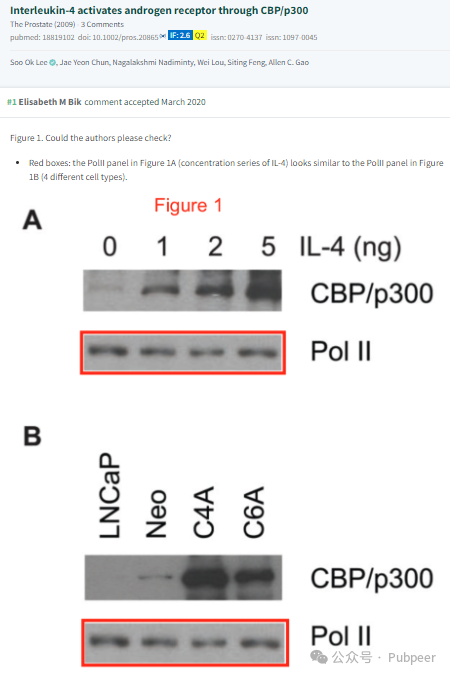 Interleukin-4 activates androgen receptor through CBP/p300
The Prostate (2009) · 3 Comments
pubmed: 18819102 doi: 10.1002/pros.20865 IF: 2.6 Q2 issn: 0270-4137 issn: 1097-0045
Soo Ok Lee, Jae Yeon Chun, Nagalakshmi Nadiminty, Wei Lou, Siting Feng, Allen C. Gao
#1 Elisabeth M Bik comment accepted March 2020
Figure 1. Could the authors please check?
• Red boxes: the PolII panel in Figure 1A (concentration series of IL-4) looks similar to the PolII panel in Figure
1B (4 different cell types).
Figure 1
A
0 1 2 5 IL-4 (ng)
CBP/p300
Pol II
B
LNCaP Neo C4A C6A
CBP/p300
Pol II
公众号 · Pubpeer